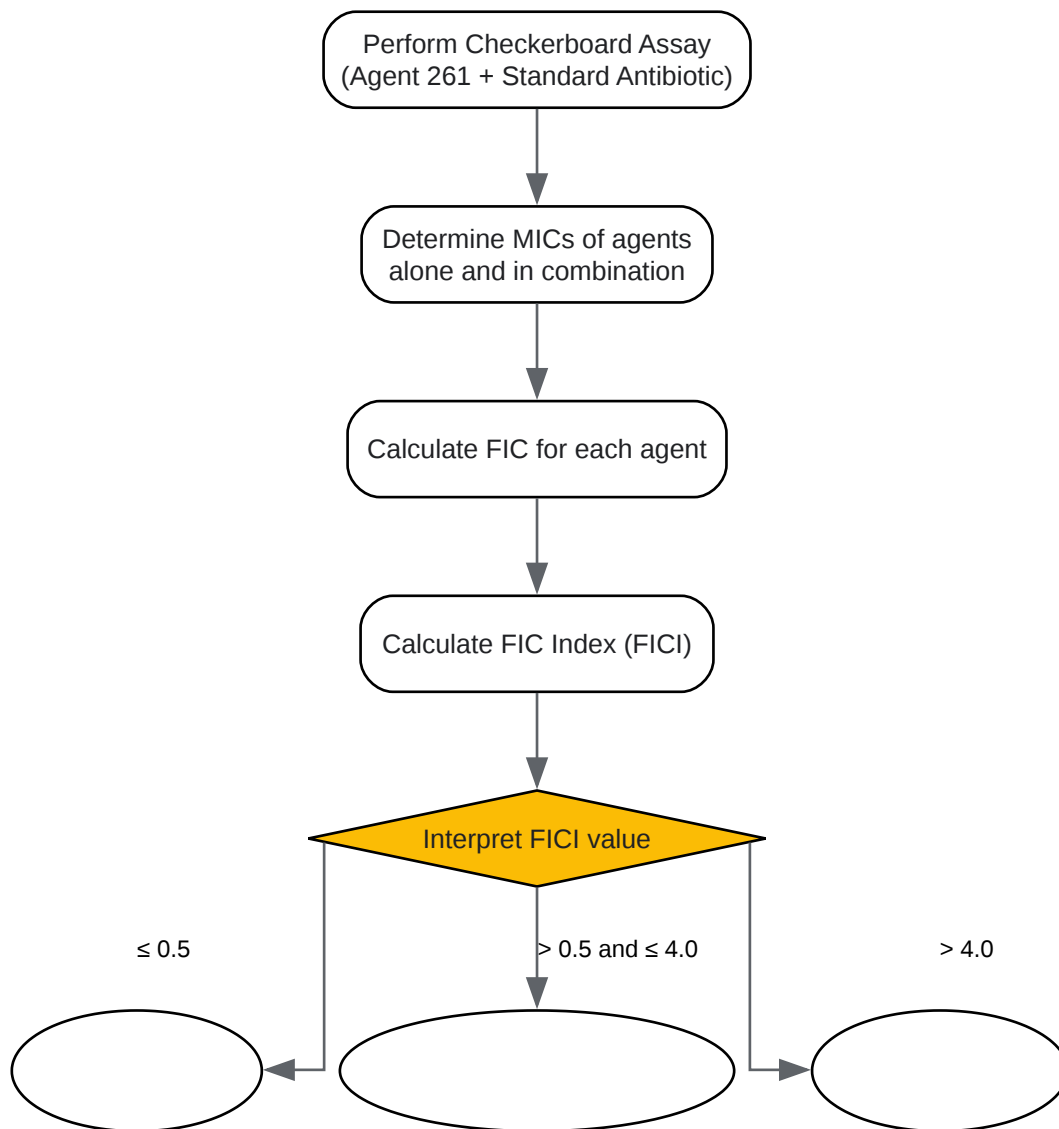 Perform Checkerboard Assay
(Agent 261 + Standard Antibiotic)
Determine MICs of agents
alone and in combination
Calculate FIC for each agent
Calculate FIC Index (FICI)
Interpret FICI value
≤ 0.5
> 0.5 and ≤ 4.0
> 4.0